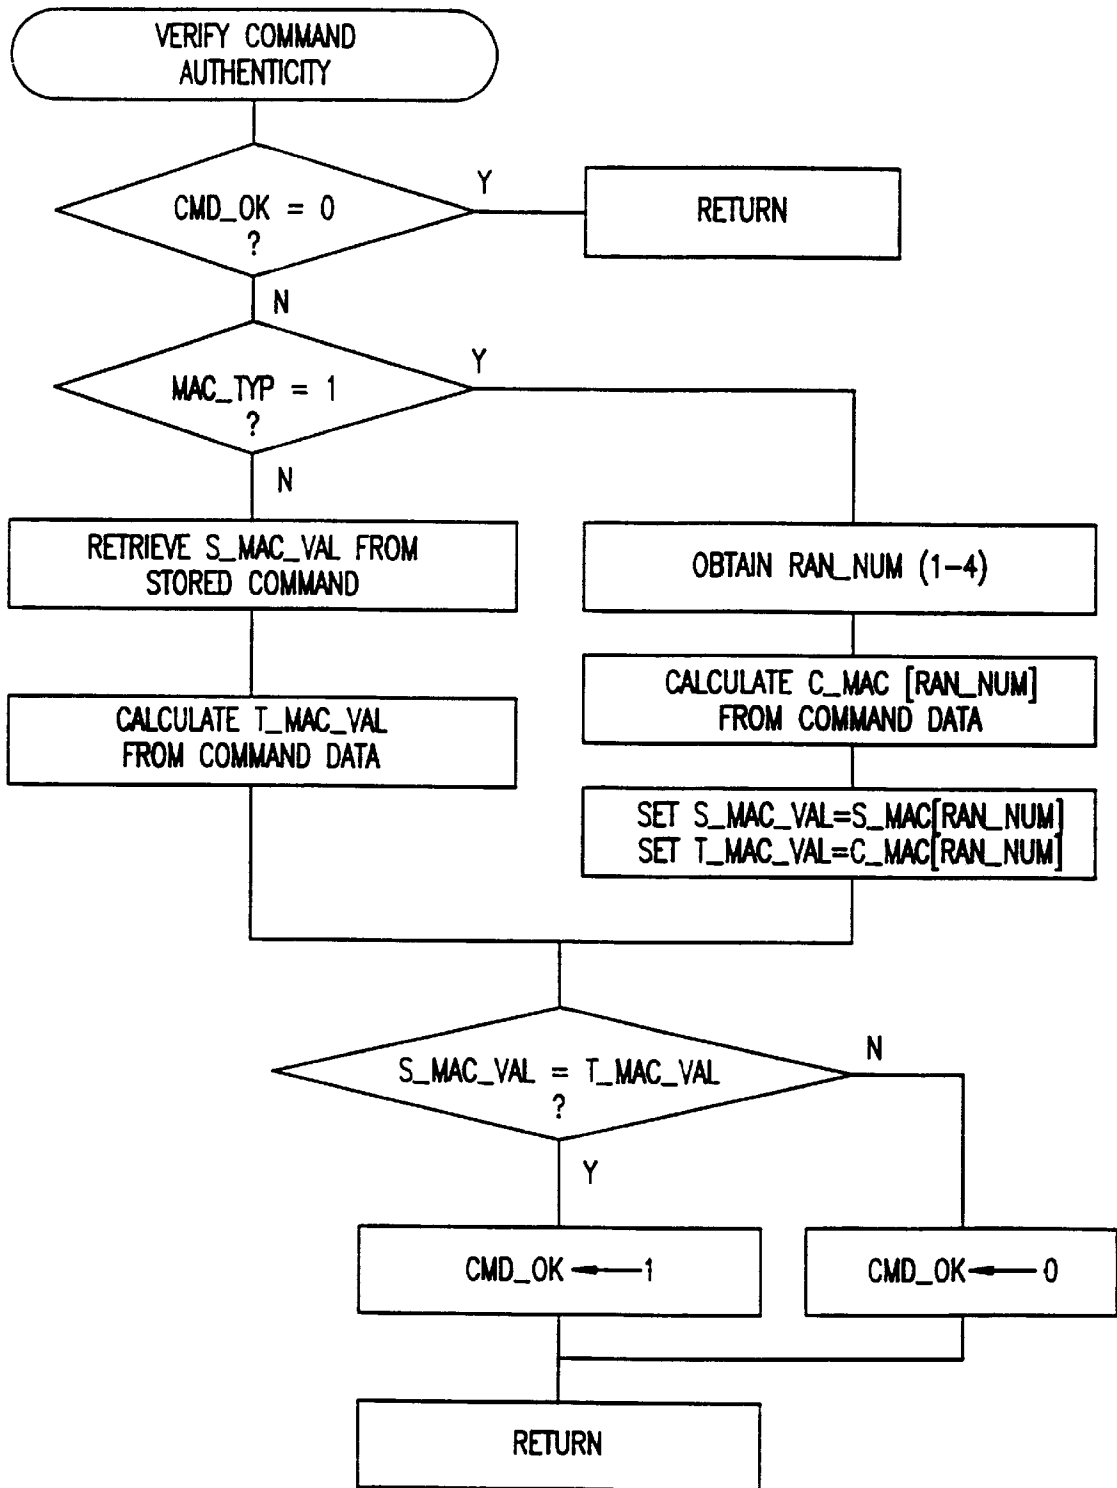 VERIFY COMMAND
AUTHENTICITY
CMD_OK = 0
?
Y
RETURN
N
MAC_TYP = 1
?
Y
N
RETRIEVE S_MAC_VAL FROM
STORED COMMAND
OBTAIN RAN_NUM (1-4)
CALCULATE T_MAC_VAL
FROM COMMAND DATA
CALCULATE C_MAC [RAN_NUM]
FROM COMMAND DATA
SET S_MAC_VAL=S_MAC[RAN_NUM]
SET T_MAC_VAL=C_MAC[RAN_NUM]
S_MAC_VAL = T_MAC_VAL
?
N
Y
CMD_OK ← 1
CMD_OK ← 0
RETURN